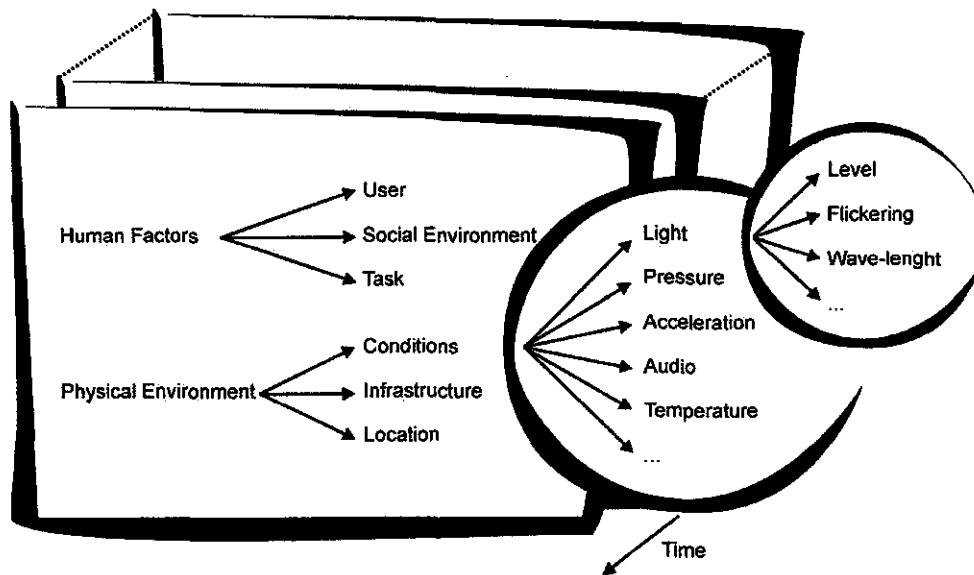 Human Factors
User
Social Environment
Task
Physical Environment
Conditions
Infrastructure
Location
Light
Pressure
Acceleration
Audio
Temperature
...
Level
Flickering
Wave-lenght
...
Time